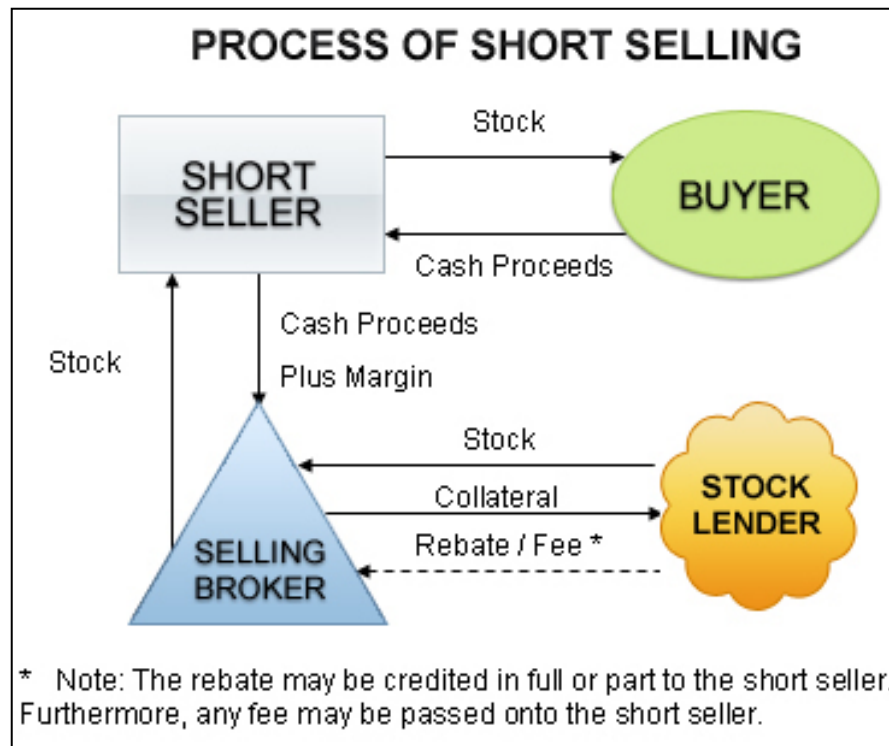 PROCESS OF SHORT SELLING
Stock
SHORT
SELLER
BUYER
Cash Proceeds
Cash Proceeds
Plus Margin
Stock
Stock
Collateral
Rebate / Fee *
STOCK
LENDER
SELLING
BROKER
* Note: The rebate may be credited in full or part to the short seller.
Furthermore, any fee may be passed onto the short seller.